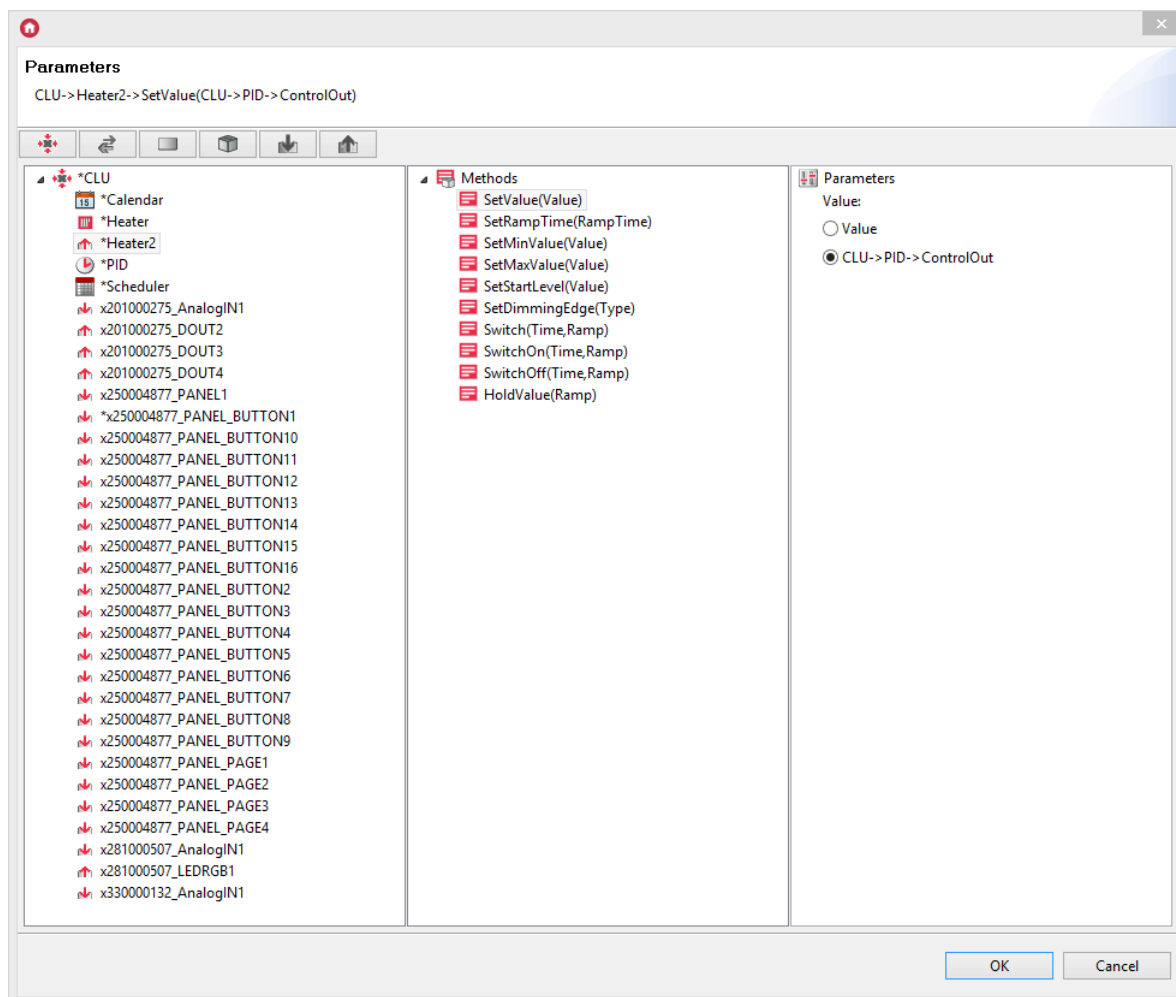 Parameters
CLU->Heater2->SetValue(CLU->PID->ControlOut)
*CLU
15 *Calendar
*Heater
*Heater2
*PID
*Scheduler
x201000275_AnalogIN1
x201000275_DOUT2
x201000275_DOUT3
x201000275_DOUT4
x250004877_PANEL1
*x250004877_PANEL_BUTTON1
x250004877_PANEL_BUTTON10
x250004877_PANEL_BUTTON11
x250004877_PANEL_BUTTON12
x250004877_PANEL_BUTTON13
x250004877_PANEL_BUTTON14
x250004877_PANEL_BUTTON15
x250004877_PANEL_BUTTON16
x250004877_PANEL_BUTTON2
x250004877_PANEL_BUTTON3
x250004877_PANEL_BUTTON4
x250004877_PANEL_BUTTON5
x250004877_PANEL_BUTTON6
x250004877_PANEL_BUTTON7
x250004877_PANEL_BUTTON8
x250004877_PANEL_BUTTON9
x250004877_PANEL_PAGE1
x250004877_PANEL_PAGE2
x250004877_PANEL_PAGE3
x250004877_PANEL_PAGE4
x281000507_AnalogIN1
x281000507_LEDRGB1
x330000132_AnalogIN1
Methods
SetValue(Value)
SetRampTime(RampTime)
SetMinValue(Value)
SetMaxValue(Value)
SetStartLevel(Value)
SetDimmingEdge(Type)
Switch(Time,Ramp)
SwitchOn(Time,Ramp)
SwitchOff(Time,Ramp)
HoldValue(Ramp)
Parameters
Value:
Value
CLU->PID->ControlOut
OK
Cancel